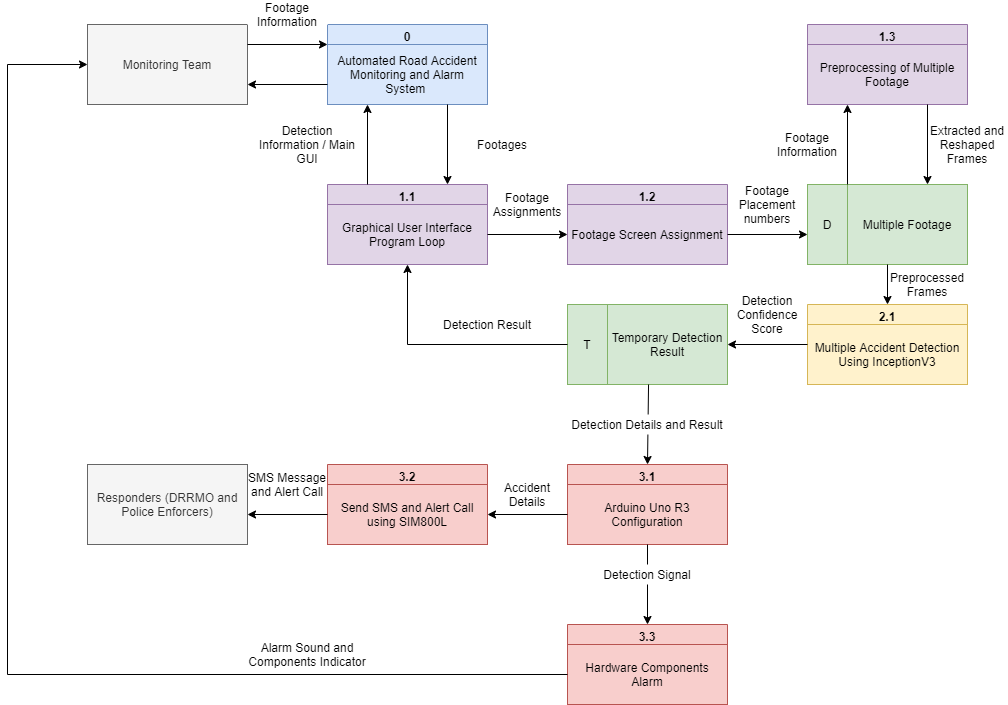 Footage
Information
Monitoring Team
0
Automated Road Accident
Monitoring and Alarm
System
1.3
Preprocessing of Multiple
Footage
Detection
Information / Main
GUI
Footages
Footage
Information
Extracted and
Reshaped
Frames
1.1
Graphical User Interface
Program Loop
Footage
Assignments
1.2
Footage Screen Assignment
Footage
Placement
numbers
D
Multiple Footage
Preprocessed
Frames
Detection Result
T
Temporary Detection
Result
Detection
Confidence
Score
2.1
Multiple Accident Detection
Using InceptionV3
Detection Details and Result
Responders (DRRMO and
Police Enforcers)
SMS Message
and Alert Call
3.2
Send SMS and Alert Call
using SIM800L
Accident
Details
3.1
Arduino Uno R3
Configuration
Detection Signal
Alarm Sound and
Components Indicator
3.3
Hardware Components
Alarm